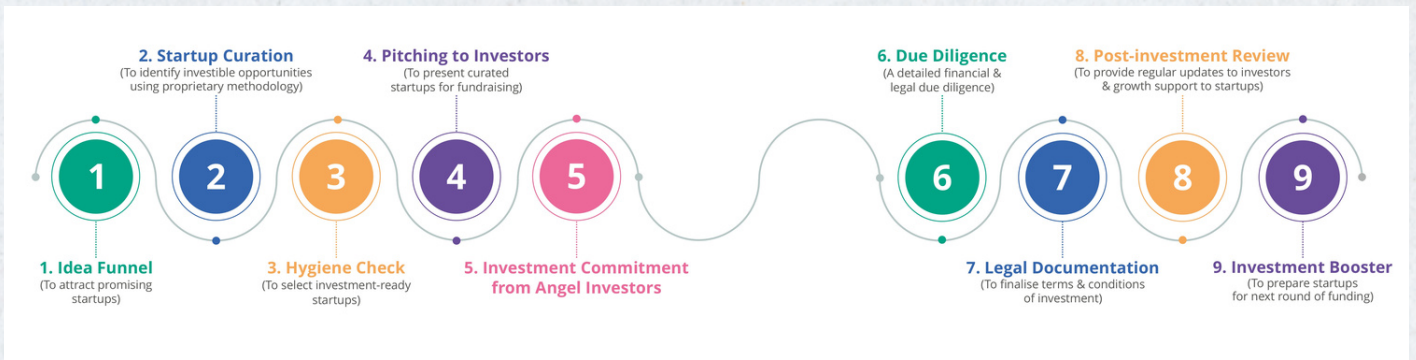 2. Startup Curation
(To identify investible opportunities
using proprietary methodology)
4. Pitching to Investors
(To present curated
startups for fundraising)
6. Due Diligence
(A detailed financial &
legal due diligence)
8. Post-investment Review
(To provide regular updates to investors
& growth support to startups)
1
2
3
4
5
6
7
8
9
1. Idea Funnel
(To attract promising
startups)
3. Hygiene Check
(To select investment-ready
startups)
5. Investment Commitment
from Angel Investors
7. Legal Documentation
(To finalise terms & conditions
of investment)
9. Investment Booster
(To prepare startups
for next round of funding)